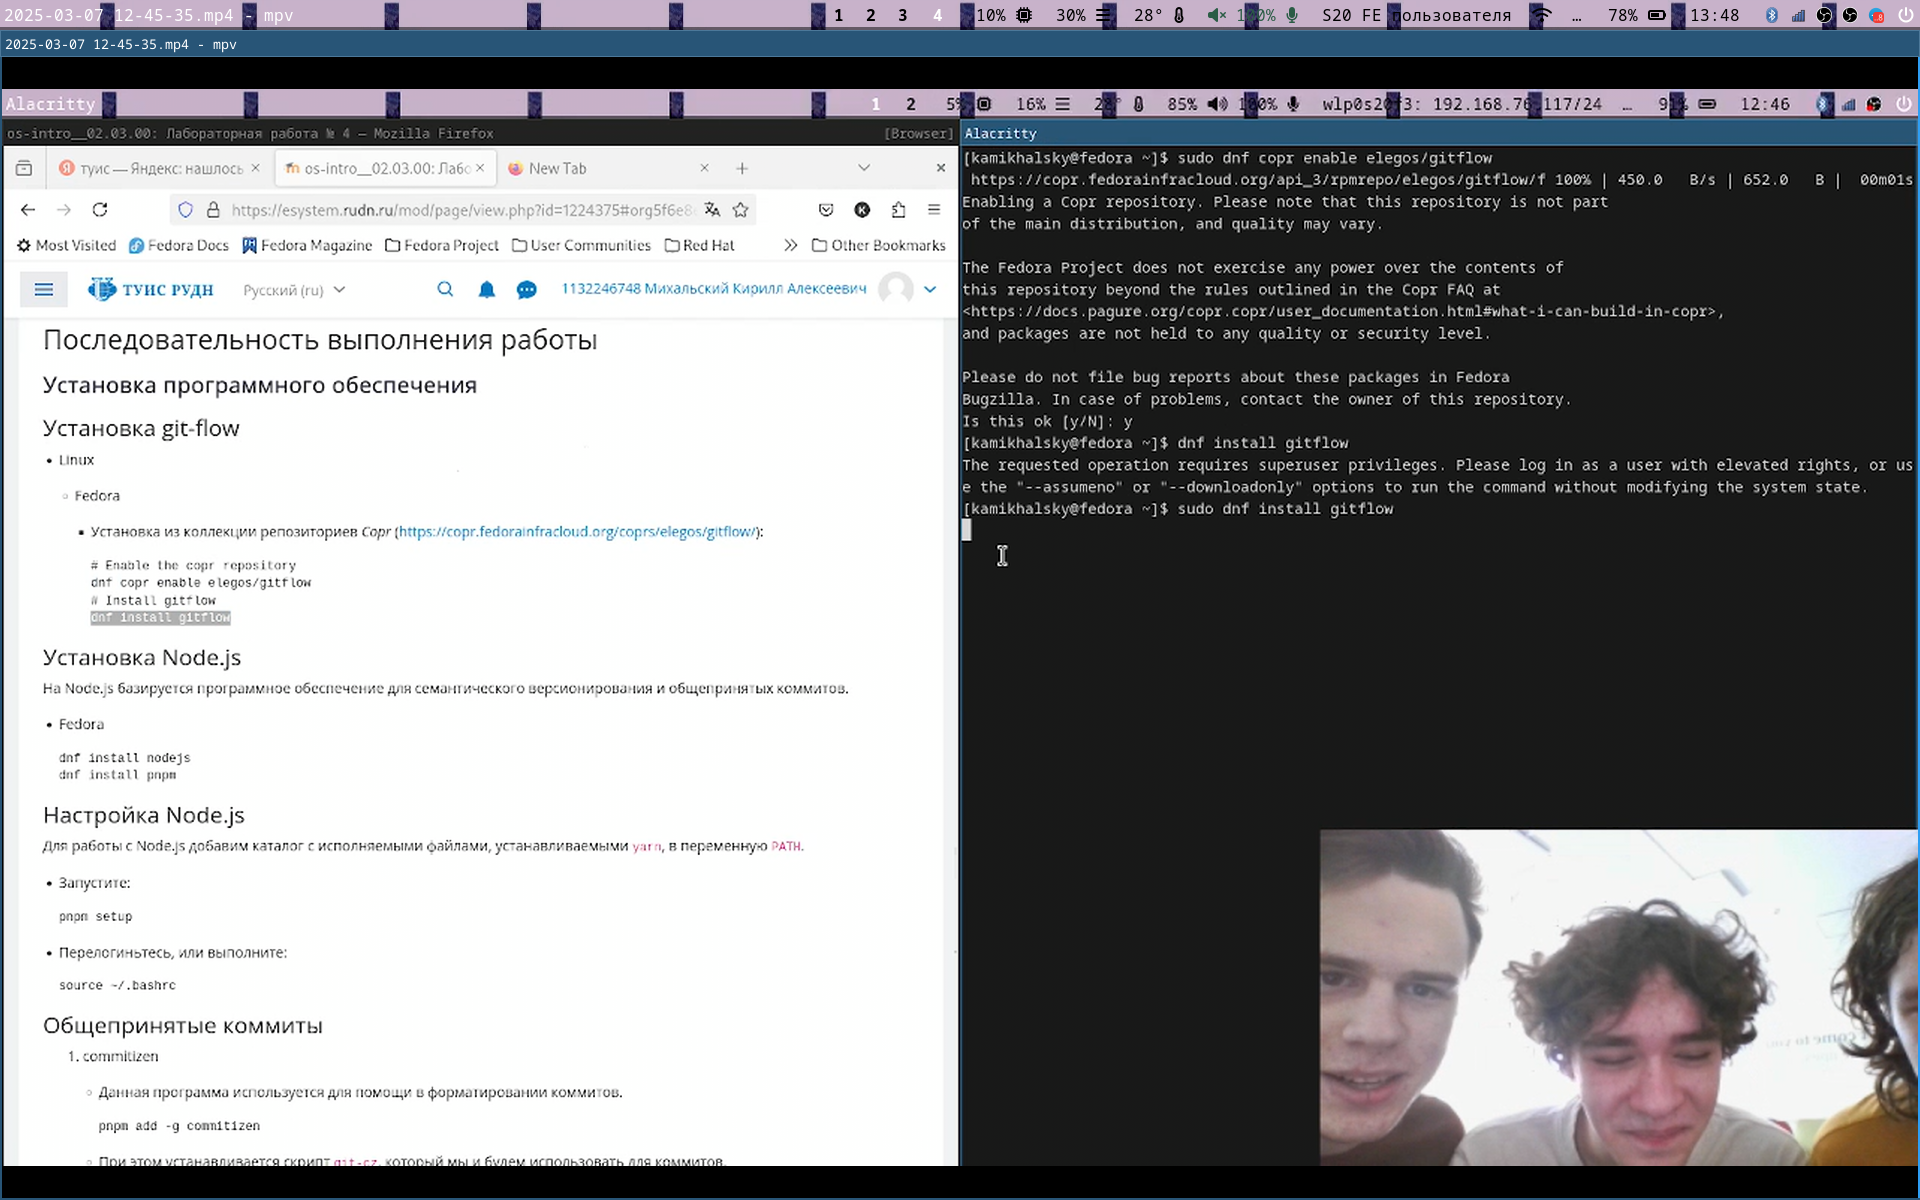 2025-03-07 12-45-35.mp4 - mpv
1 2 3 4 10% 30% 28° S20 FE пользователя … 78% 13:48
2025-03-07 12-45-35.mp4 - mpv
Alacritty 1 2 16% 85% wlp0s20f3: 192.168.76.117/24 … 12:46
os-intro__02.03.00: Лабораторная работа № 4 — Mozilla Firefox [Browser]
туис — Яндекс: нашлось
os-intro__02.03.00: Лабо
New Tab
https://esystem.rudn.ru/mod/page/view.php?id=1224375#org5f6e8
Most Visited Fedora Docs Fedora Magazine Fedora Project User Communities Red Hat Other Bookmarks
ТУИС РУДН Русский (ru) 1132246748 Михальский Кирилл Алексеевич
Последовательность выполнения работы
Установка программного обеспечения
Установка git-flow
• Linux
◦ Fedora
▪ Установка из коллекции репозиториев Copr (https://copr.fedorainfracloud.org/coprs/elegos/gitflow/):
# Enable the copr repository
dnf copr enable elegos/gitflow
# Install gitflow
dnf install gitflow
Установка Node.js
На Node.js базируется программное обеспечение для семантического версионирования и общепринятых коммитов.
• Fedora
dnf install nodejs
dnf install pnpm
Настройка Node.js
Для работы с Node.js добавим каталог с исполняемыми файлами, устанавливаемыми yarn, в переменную PATH.
• Запустите:
pnpm setup
• Перелогиньтесь, или выполните:
source ~/.bashrc
Общепринятые коммиты
1. commitizen
◦ Данная программа используется для помощи в форматировании коммитов.
pnpm add -g commitizen
◦ При этом устанавливается скрипт git-cz, который мы и будем использовать для коммитов.
Alacritty
[kamikhalsky@fedora ~]$ sudo dnf copr enable elegos/gitflow
https://copr.fedorainfracloud.org/api_3/rpmrepo/elegos/gitflow/f 100% | 450.0 B/s | 652.0 B | 00m01s
Enabling a Copr repository. Please note that this repository is not part
of the main distribution, and quality may vary.
The Fedora Project does not exercise any power over the contents of
this repository beyond the rules outlined in the Copr FAQ at
<https://docs.pagure.org/copr.copr/user_documentation.html#what-i-can-build-in-copr>,
and packages are not held to any quality or security level.
Please do not file bug reports about these packages in Fedora
Bugzilla. In case of problems, contact the owner of this repository.
Is this ok [y/N]: y
[kamikhalsky@fedora ~]$ dnf install gitflow
The requested operation requires superuser privileges. Please log in as a user with elevated rights, or us
e the "--assumeno" or "--downloadonly" options to run the command without modifying the system state.
[kamikhalsky@fedora ~]$ sudo dnf install gitflow